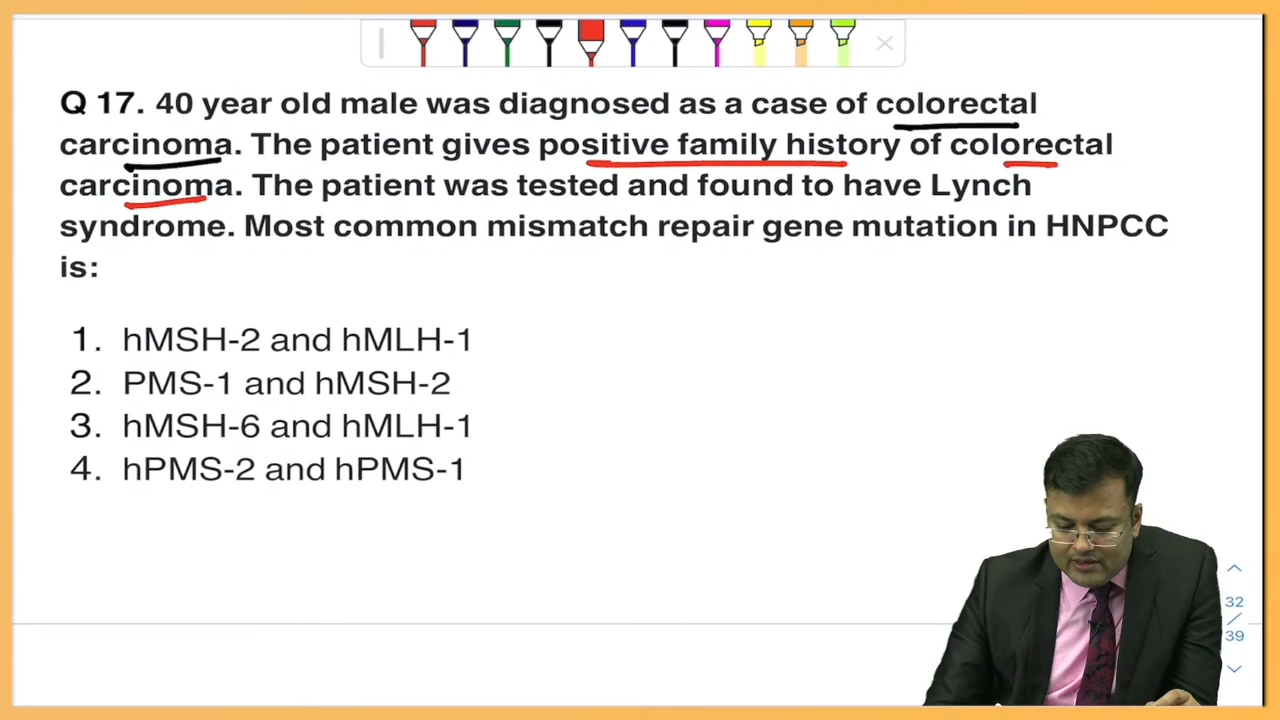 Q 17. 40 year old male was diagnosed as a case of colorectal
carcinoma. The patient gives positive family history of colorectal
carcinoma. The patient was tested and found to have Lynch
syndrome. Most common mismatch repair gene mutation in HNPCC
is:
1. hMSH-2 and hMLH-1
2. PMS-1 and hMSH-2
3. hMSH-6 and hMLH-1
4. hPMS-2 and hPMS-1
32
/
39